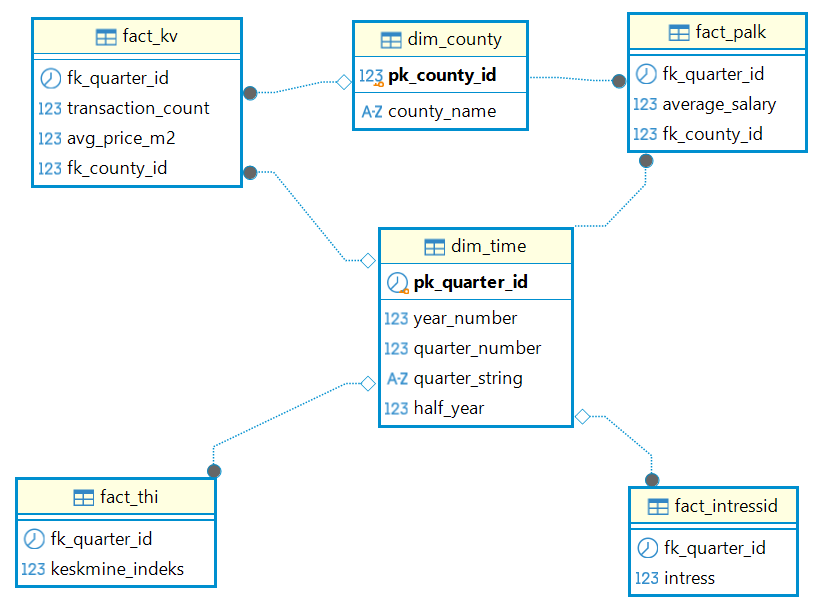 fact_kv
fk_quarter_id
123 transaction_count
123 avg_price_m2
123 fk_county_id
dim_county
123 pk_county_id
A-Z county_name
fact_palk
fk_quarter_id
123 average_salary
123 fk_county_id
dim_time
pk_quarter_id
123 year_number
123 quarter_number
A-Z quarter_string
123 half_year
fact_thi
fk_quarter_id
123 keskmine_indeks
fact_intressid
fk_quarter_id
123 intress